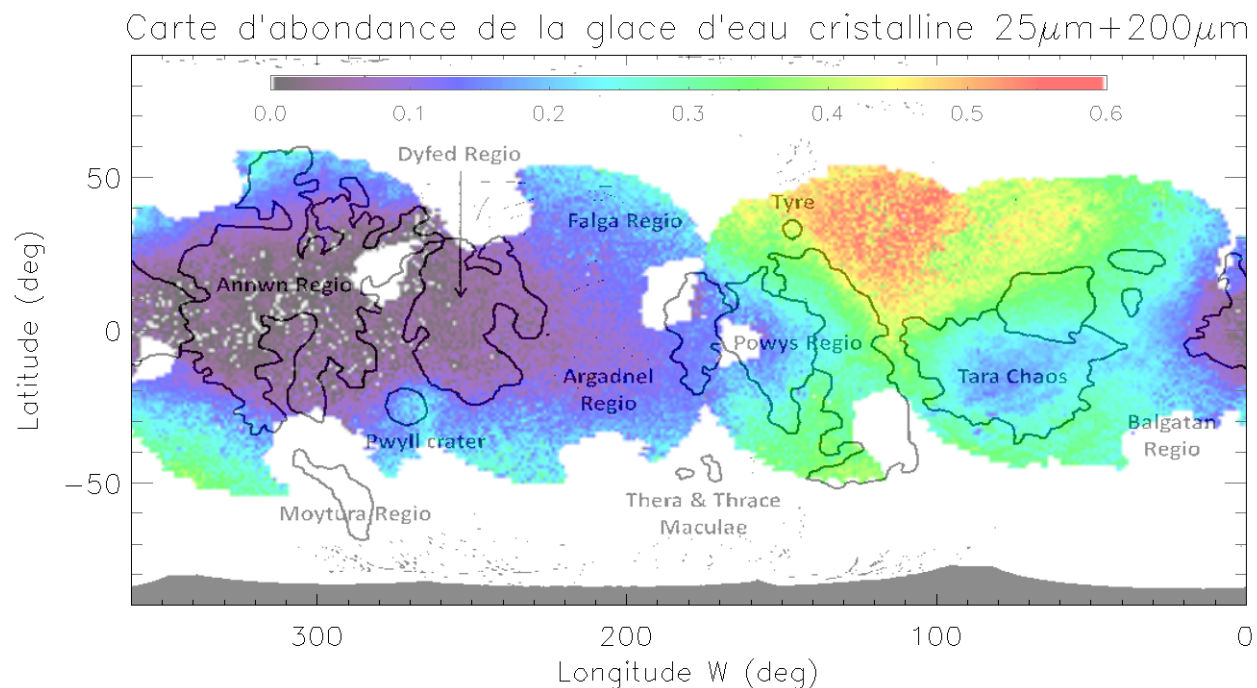 Carte d'abondance de la glace d'eau cristalline 25μm+200μm
0.0 0.1 0.2 0.3 0.4 0.5 0.6
Dyfed Regio
Falga Regio
Tyre
Annwn Regio
Powys Regio
Argadnel
Regio
Tara Chaos
Pwyll crater
Balgatan
Regio
Moytura Regio
Thera & Thrace
Maculae
Latitude (deg)
50
0
−50
300 200 100 0
Longitude W (deg)